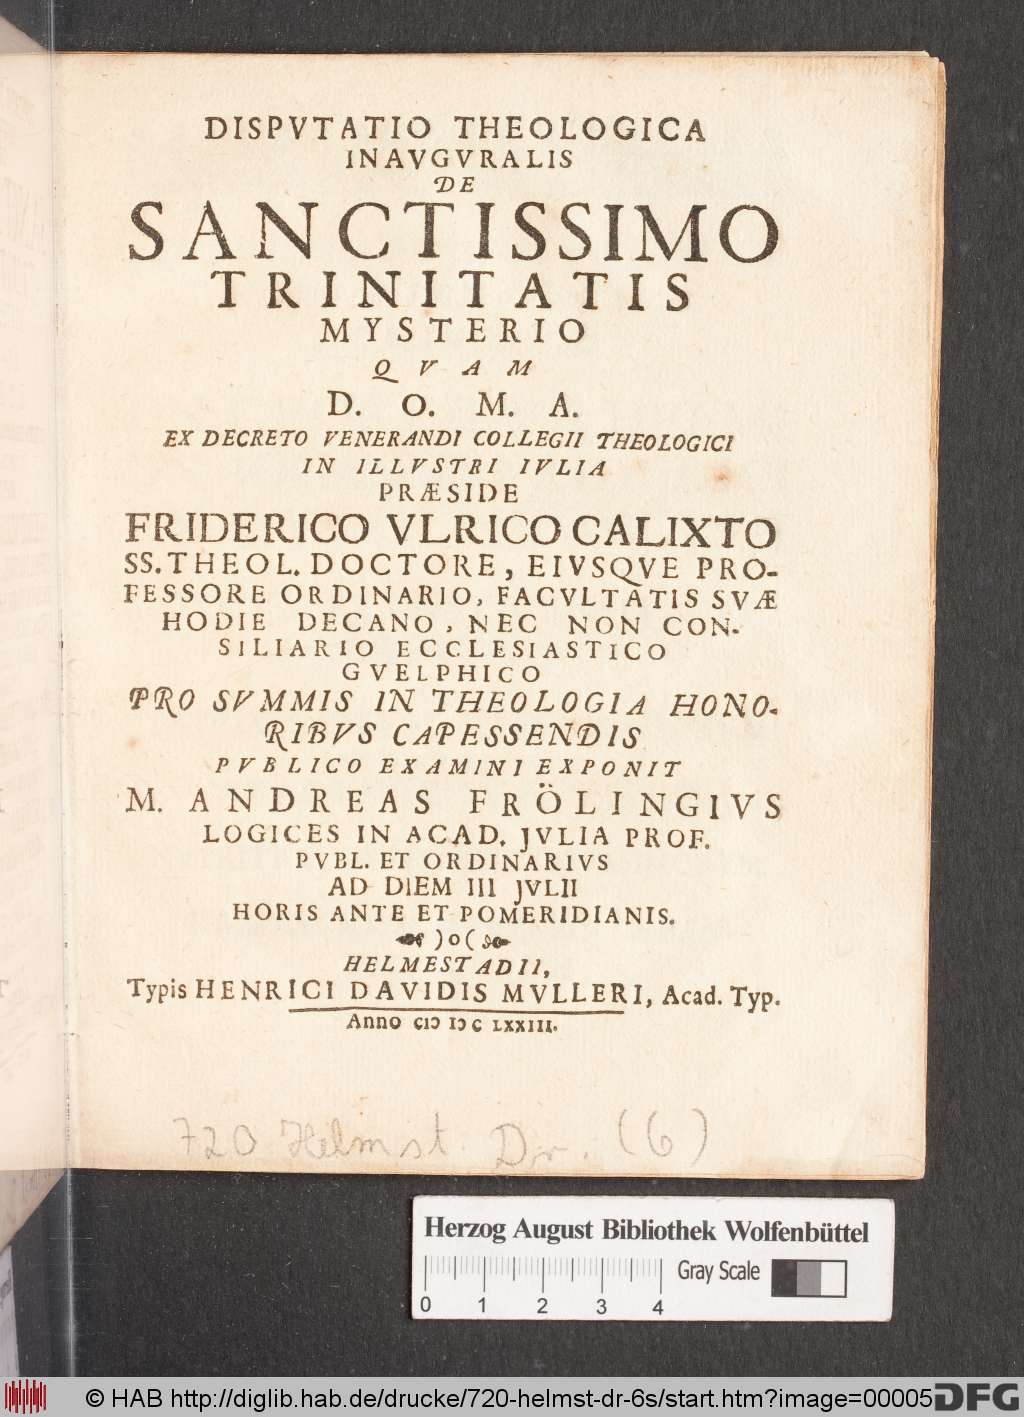 DISPVTATIO THEOLOGICA
INAVGVRALIS
DE
SANCTISSIMO
TRINITATIS
MYSTERIO
QVAM
D. O. M. A.
EX DECRETO VENERANDI COLLEGII THEOLOGICI
IN ILLVSTRI IVLIA
PRÆSIDE
FRIDERICO VLRICO CALIXTO
SS. THEOL. DOCTORE, EIVSQVE PRO-
FESSORE ORDINARIO, FACVLTATIS SVÆ
HODIE DECANO, NEC NON CON-
SILIARIO ECCLESIASTICO
GVELPHICO
PRO SVMMIS IN THEOLOGIA HONO-
RIBVS CAPESSENDIS
PVBLICO EXAMINI EXPONIT
M. ANDREAS FRÖLINGIVS
LOGICES IN ACAD. JVLIA PROF.
PVBL. ET ORDINARIVS
AD DIEM III JVLII
HORIS ANTE ET POMERIDIANIS.
)o(
HELMESTADII,
Typis HENRICI DAVIDIS MVLLERI, Acad. Typ.
Anno CIↃ IↃC LXXIII.
720 Helmst. Dr. (6)
Herzog August Bibliothek Wolfenbüttel
Gray Scale
0 1 2 3 4
© HAB http://diglib.hab.de/drucke/720-helmst-dr-6s/start.htm?image=00005
DFG